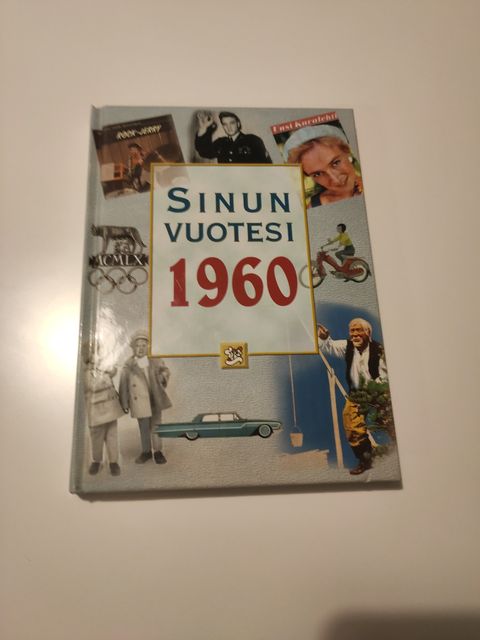 ROCK-JERRY
Uusi Kuvalehti
SINUN
VUOTESI
1960
MCMLX